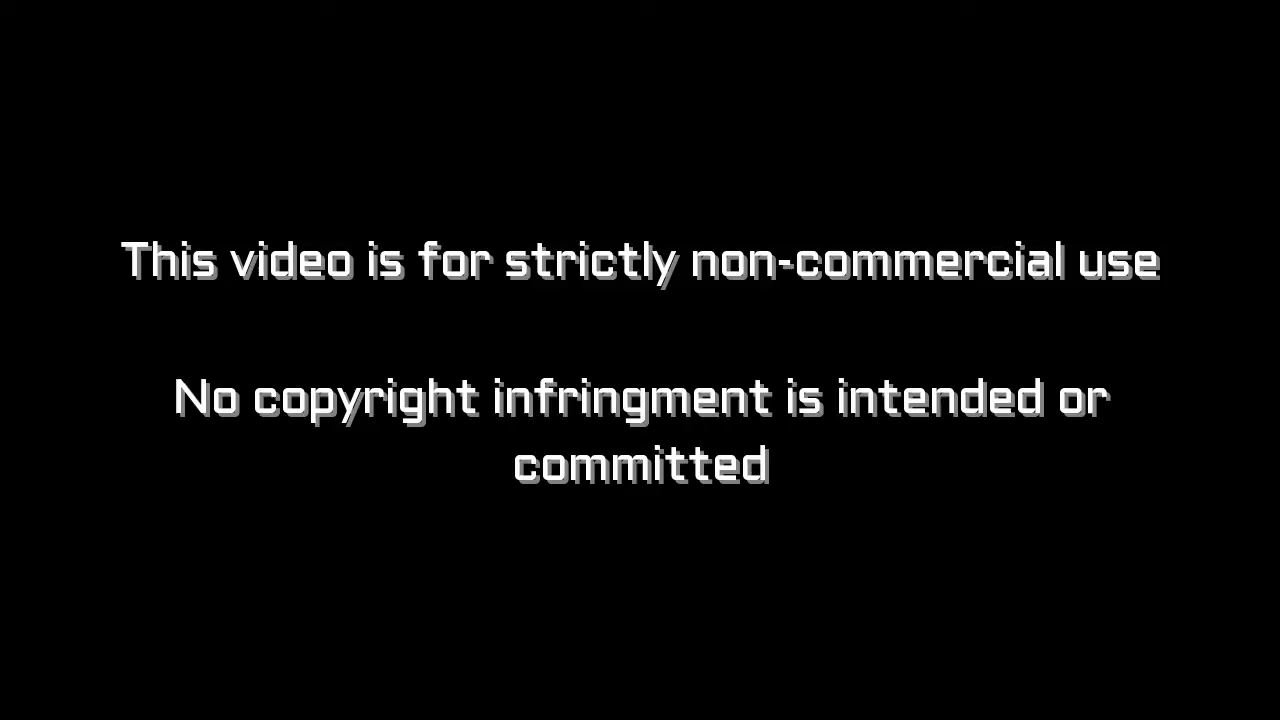 This video is for strictly non-commercial use
No copyright infringment is intended or
committed